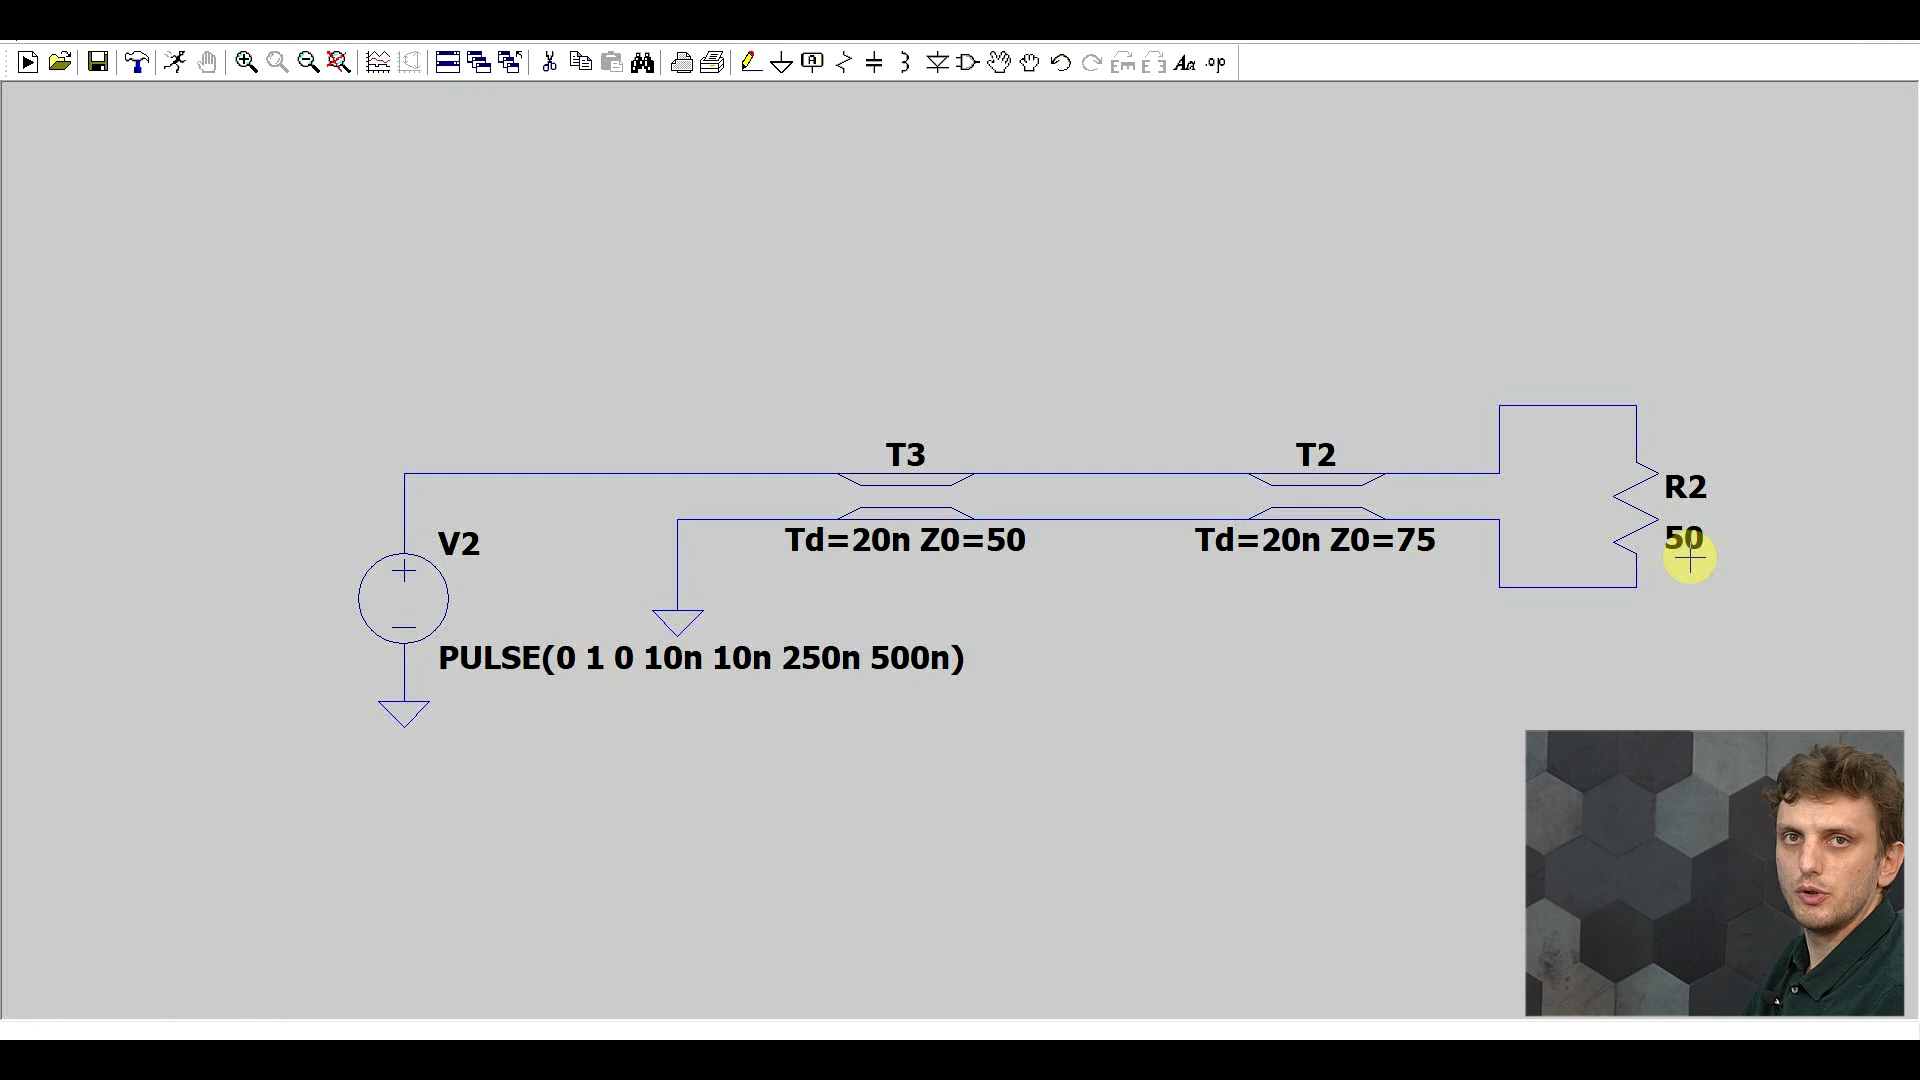 T3
T2
R2
50
V2
Td=20n Z0=50
Td=20n Z0=75
PULSE(0 1 0 10n 10n 250n 500n)